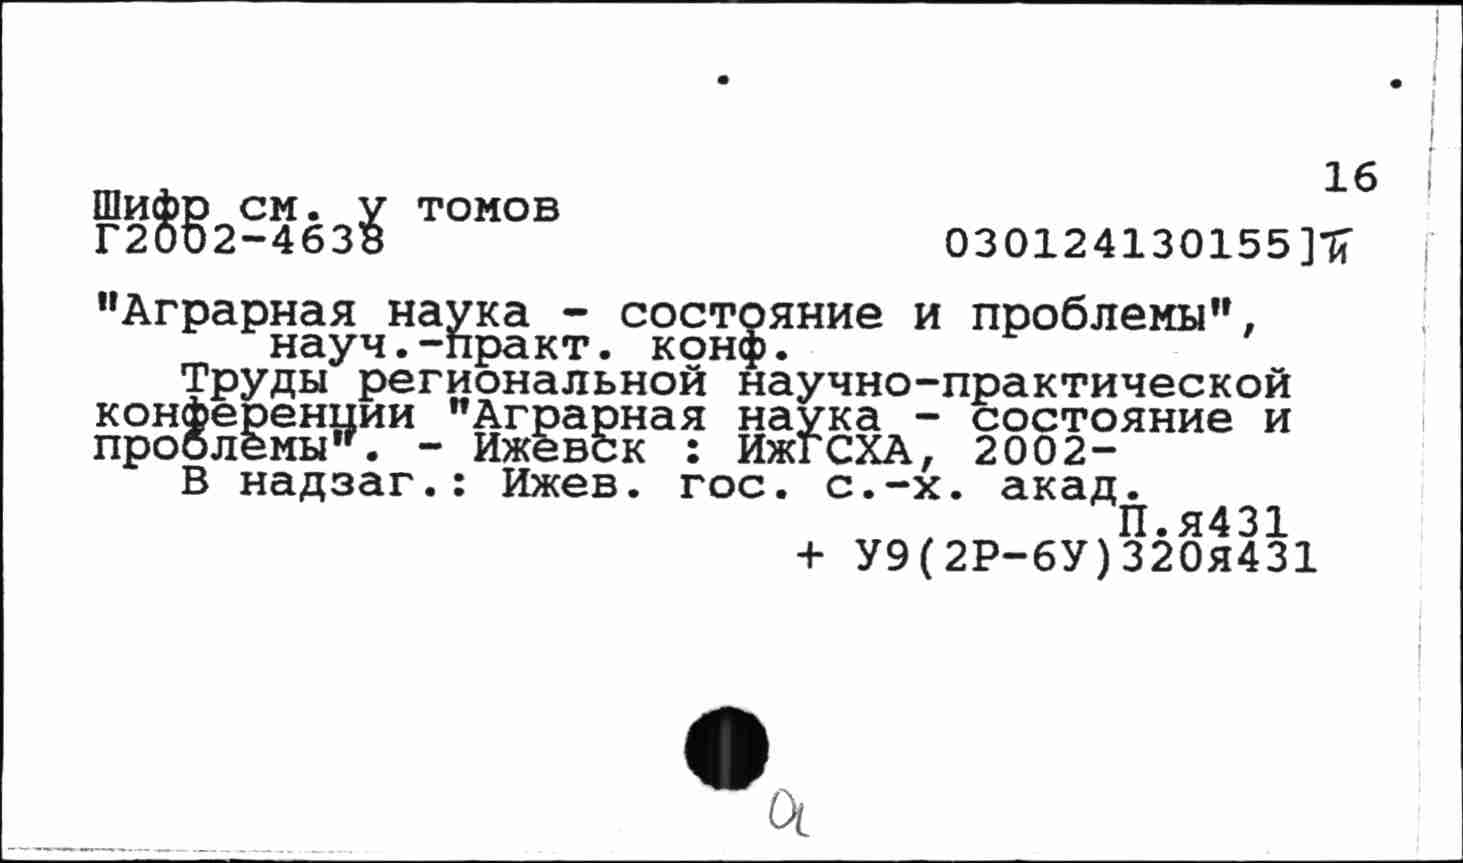 16
Шифр см. у томов
Г2002-4638
030124130155]
"Аграрная наука - состояние и проблемы",
науч.-практ. конф.
Труды региональной научно-практической
конференции "Аграрная наука - состояние и
проблемы". - Ижевск : ИжГСХА, 2002-
В надзаг.: Ижев. гос. с.-х. акад.
П.я431
+ У9(2Р-6У)320я431